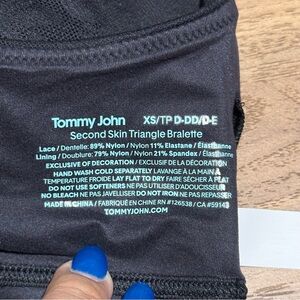 Tommy John XS/TP D-DD/D-E
Second Skin Triangle Bralette
Lace / Dentelle: 89% Nylon / Nylon 11% Elastane / Élasthanne
Lining / Doublure: 79% Nylon / Nylon 21% Spandex / Élasthanne
EXCLUSIVE OF DECORATION / EXCLUSIF DE LA DÉCORATION
HAND WASH COLD SEPARATELY LAVAGE À LA MAIN À
TEMPERATURE FROIDE LAY FLAT TO DRY FAIRE SÉCHER À PLAT
DO NOT USE SOFTENERS NE PAS UTILISER D'ADOUCISSEUR
NO BLEACH NE PAS JAVELLISER DO NOT IRON NE PAS REPASSER
MADE IN CHINA / FABRIQUÉ EN CHINE RN #126538 / CA #59143
TOMMYJOHN.COM